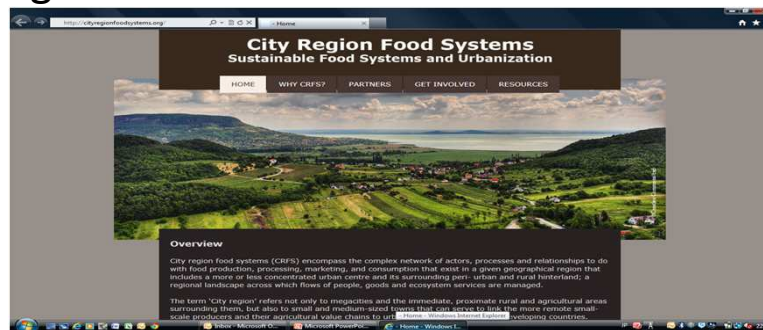 http://cityregionfoodsystems.org/
- Home
City Region Food Systems
Sustainable Food Systems and Urbanization
HOME WHY CRFS? PARTNERS GET INVOLVED RESOURCES
Overview
City region food systems (CRFS) encompass the complex network of actors, processes and relationships to do
with food production, processing, marketing, and consumption that exist in a given geographical region that
includes a more or less concentrated urban centre and its surrounding peri- urban and rural hinterland; a
regional landscape across which flows of people, goods and ecosystem services are managed.
The term 'City region' refers not only to megacities and the immediate, proximate rural and agricultural areas
surrounding them, but also to small and medium-sized towns that can serve to link the more remote small-
scale producers and their agricultural value chains to developing countries.
- Home - Windows Internet Explorer
Inbox - Microsoft O... Microsoft PowerPoi... - Home - Windows I...